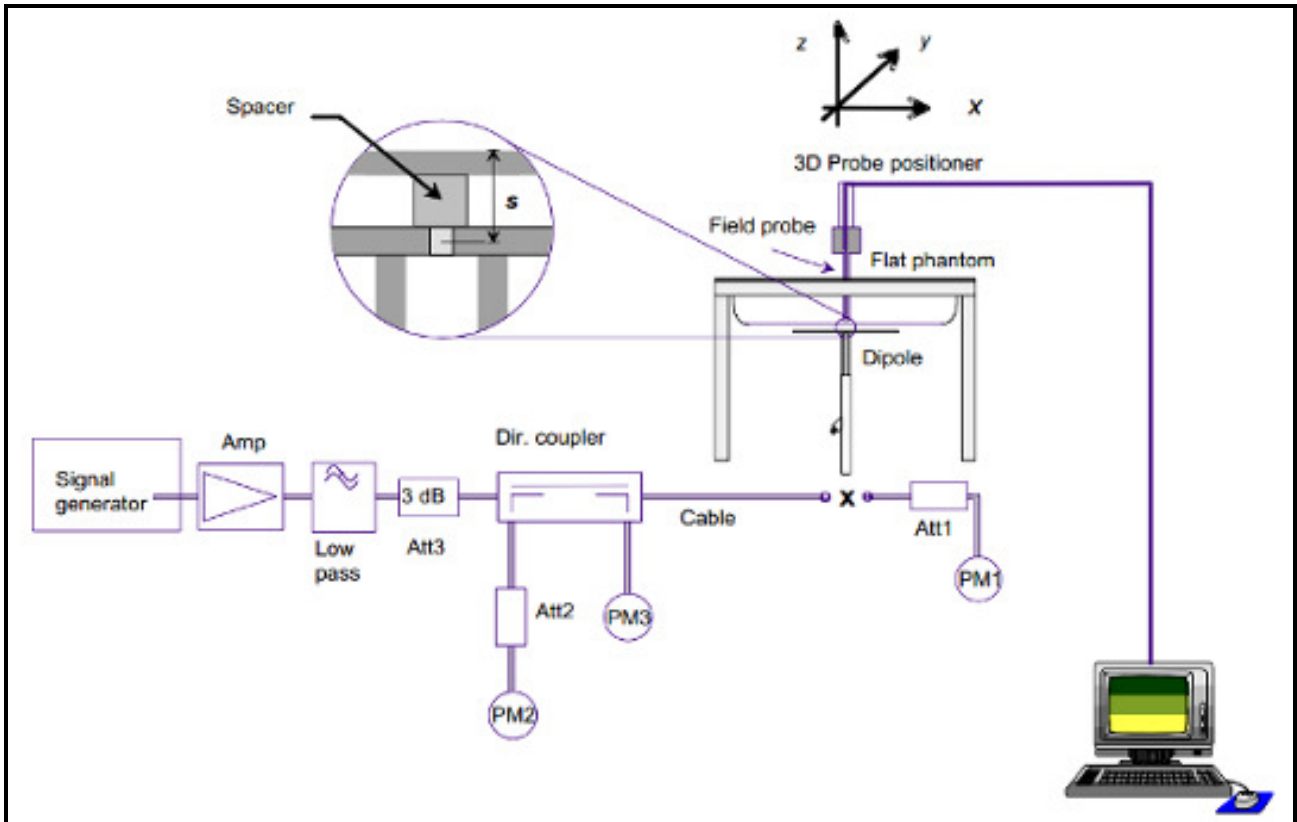 z
y
x
Spacer
s
3D Probe positioner
Field probe
Flat phantom
Dipole
Dir. coupler
Amp
Signal
generator
3 dB
Cable
x
Att1
Low
pass
Att3
PM1
Att2
PM3
PM2